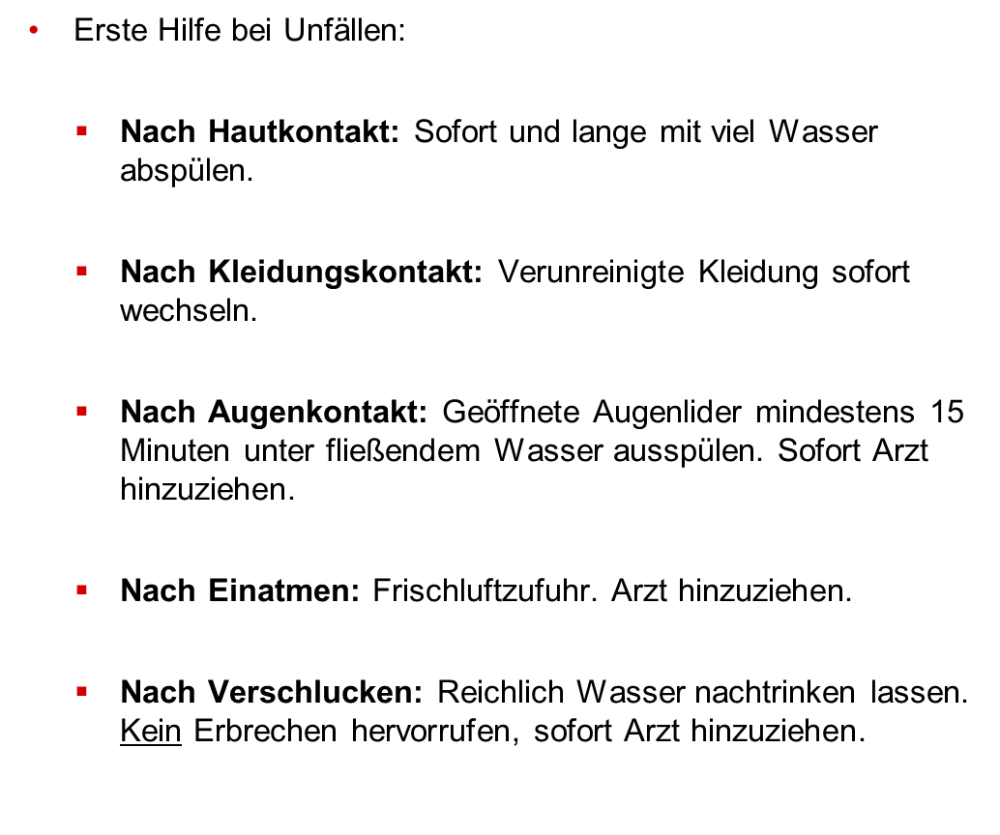 • Erste Hilfe bei Unfällen:
▪ Nach Hautkontakt: Sofort und lange mit viel Wasser
abspülen.
▪ Nach Kleidungskontakt: Verunreinigte Kleidung sofort
wechseln.
▪ Nach Augenkontakt: Geöffnete Augenlider mindestens 15
Minuten unter fließendem Wasser ausspülen. Sofort Arzt
hinzuziehen.
▪ Nach Einatmen: Frischluftzufuhr. Arzt hinzuziehen.
▪ Nach Verschlucken: Reichlich Wasser nachtrinken lassen.
Kein Erbrechen hervorrufen, sofort Arzt hinzuziehen.